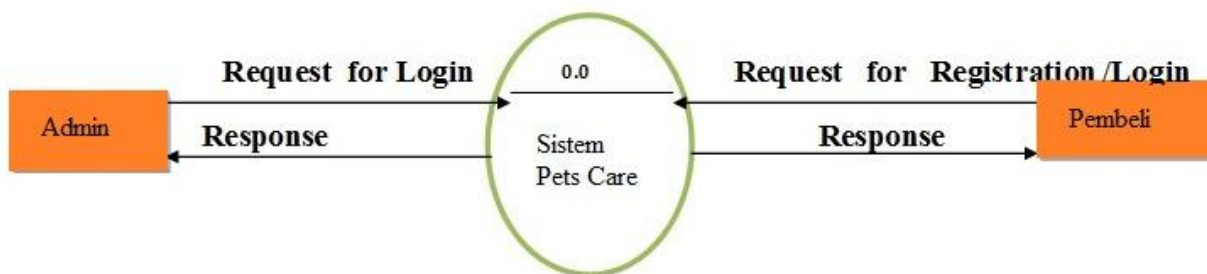 Request for Login
0.0
Request for Registration /Login
Admin
Response
Sistem
Pets Care
Response
Pembeli